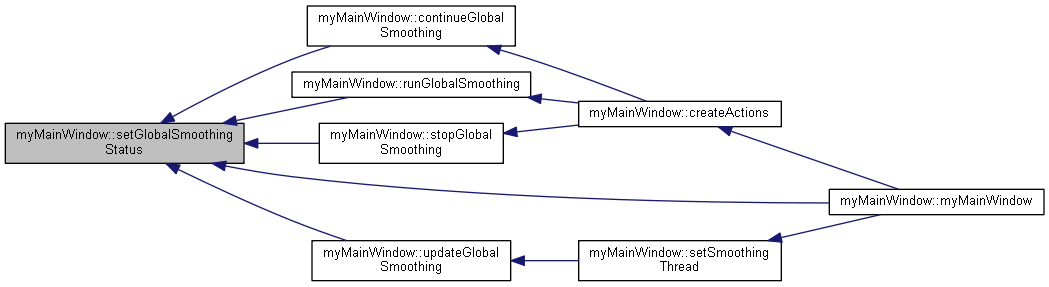 myMainWindow::continueGlobal
Smoothing
myMainWindow::runGlobalSmoothing
myMainWindow::createActions
myMainWindow::setGlobalSmoothing
Status
myMainWindow::stopGlobal
Smoothing
myMainWindow::myMainWindow
myMainWindow::updateGlobal
Smoothing
myMainWindow::setSmoothing
Thread